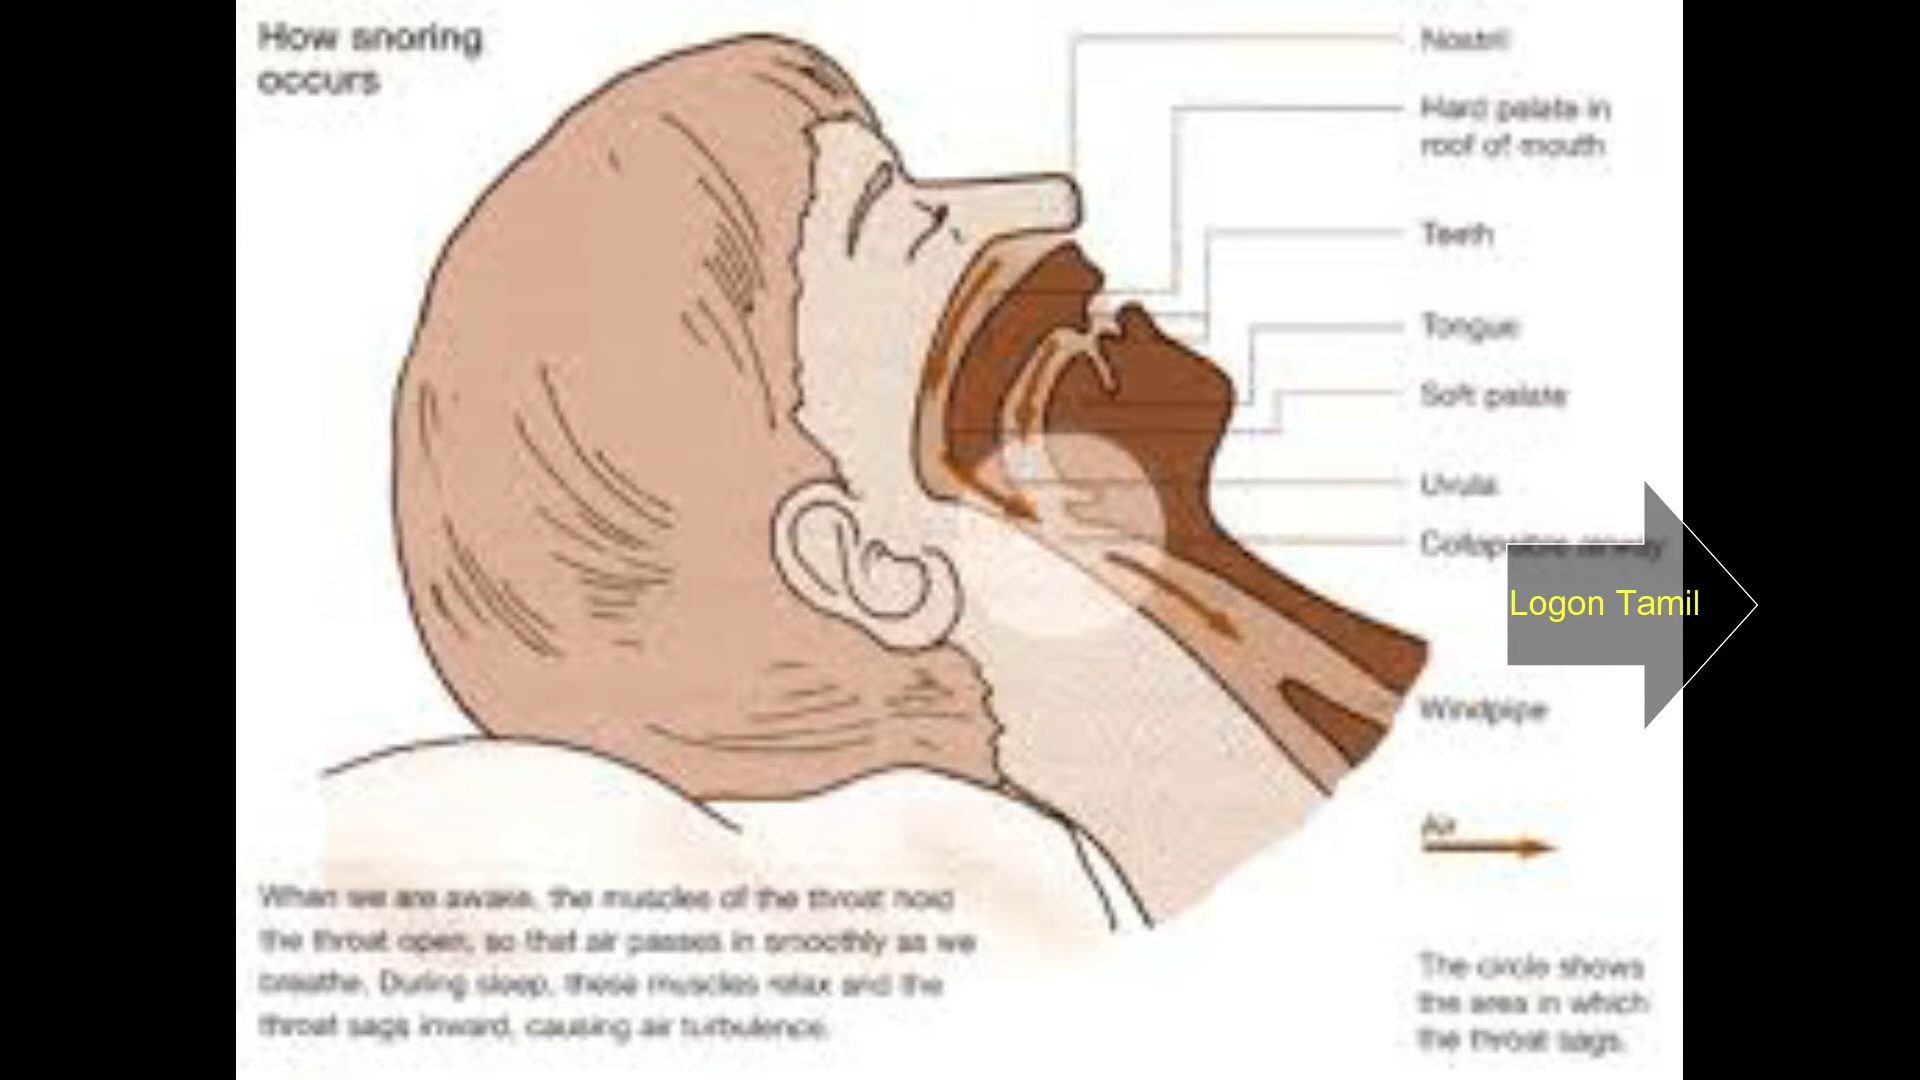 How snoring
occurs
Nostril
Hard palate in
roof of mouth
Teeth
Tongue
Soft palate
Uvula
Collapsible airway
Logon Tamil
Windpipe
Air
When we are awake, the muscles of the throat hold
the throat open, so that air passes in smoothly as we
breathe. During sleep, these muscles relax and the
throat sags inward, causing air turbulence.
The circle shows
the area in which
the throat sags.